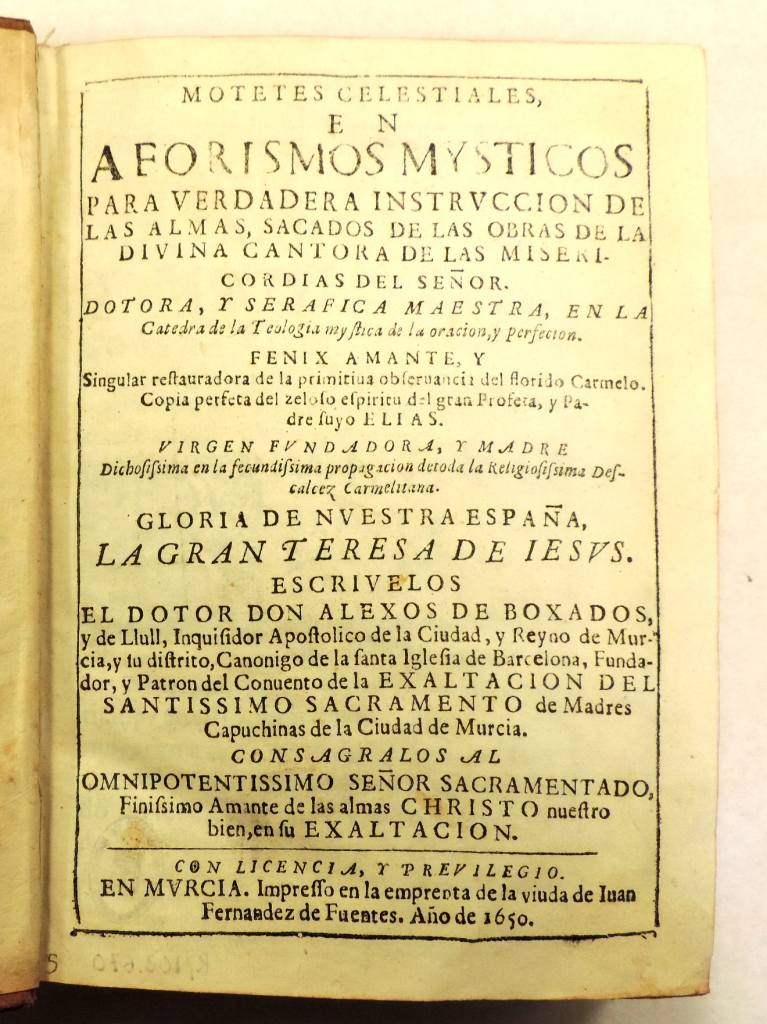 MOTETES CELESTIALES,
EN
AFORISMOS MYSTICOS
PARA VERDADERA INSTRVCCION DE
LAS ALMAS, SACADOS DE LAS OBRAS DE LA
DIVINA CANTORA DE LAS MISERI-
CORDIAS DEL SEÑOR.
DOTORA, Y SERAFICA MAESTRA, EN LA
Catedra de la Teologia myſtica de la oracion, y perfecion.
FENIX AMANTE, Y
Singular reſtauradora de la primitiua obſeruancia del florido Carmelo.
Copia perfeta del zeloſo eſpiritu del gran Profeta, y Pa-
dre ſuyo ELIAS.
VIRGEN FVNDADORA, Y MADRE
Dichoſiſsima en la fecundiſsima propagacion de toda la Religioſiſsima Deſ-
calcez Carmelitana.
GLORIA DE NVESTRA ESPAÑA,
LA GRAN TERESA DE IESVS.
ESCRIVELOS
EL DOTOR DON ALEXOS DE BOXADOS,
y de Llull, Inquiſidor Apoſtolico de la Ciudad, y Reyno de Mur-
cia, y ſu diſtrito, Canonigo de la ſanta Igleſia de Barcelona, Funda-
dor, y Patron del Conuento de la EXALTACION DEL
SANTISSIMO SACRAMENTO de Madres
Capuchinas de la Ciudad de Murcia.
CONSAGRALOS AL
OMNIPOTENTISSIMO SEÑOR SACRAMENTADO,
Finiſsimo Amante de las almas CHRISTO nueſtro
bien, en ſu EXALTACION.
CON LICENCIA, Y PREVILEGIO.
EN MVRCIA. Impreſſo en la emprenta de la viuda de Iuan
Fernandez de Fuentes. Año de 1650.